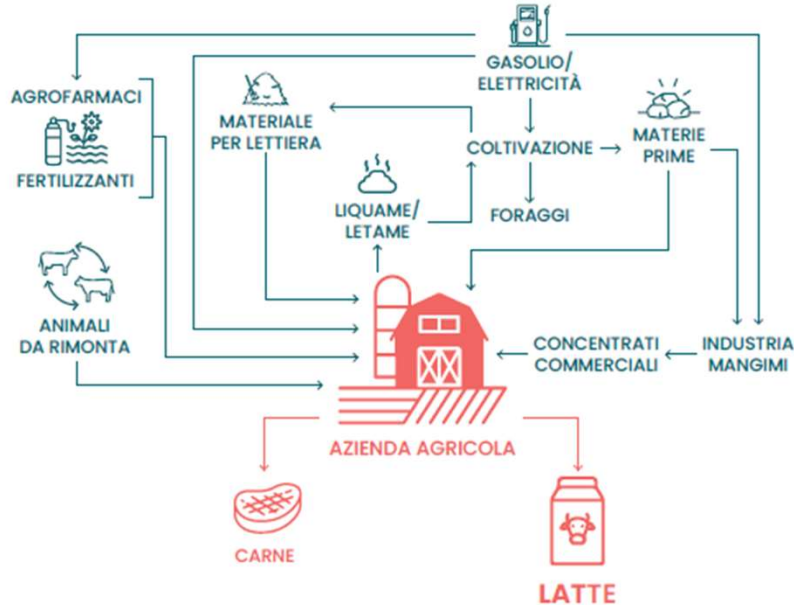 GASOLIO/
ELETTRICITÀ
AGROFARMACI
FERTILIZZANTI
MATERIALE
PER LETTIERA
COLTIVAZIONE
MATERIE
PRIME
LIQUAME/
LETAME
FORAGGI
ANIMALI
DA RIMONTA
CONCENTRATI
COMMERCIALI
INDUSTRIA
MANGIMI
AZIENDA AGRICOLA
CARNE
LATTE